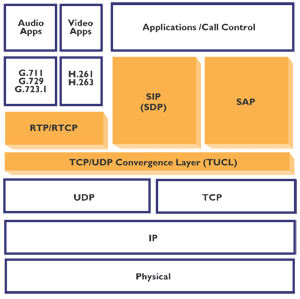 Audio
Apps
Video
Apps
Applications /Call Control
G.711
G.729
G.723.1
H.261
H.263
SIP
(SDP)
SAP
RTP/RTCP
TCP/UDP Convergence Layer (TUCL)
UDP
TCP
IP
Physical